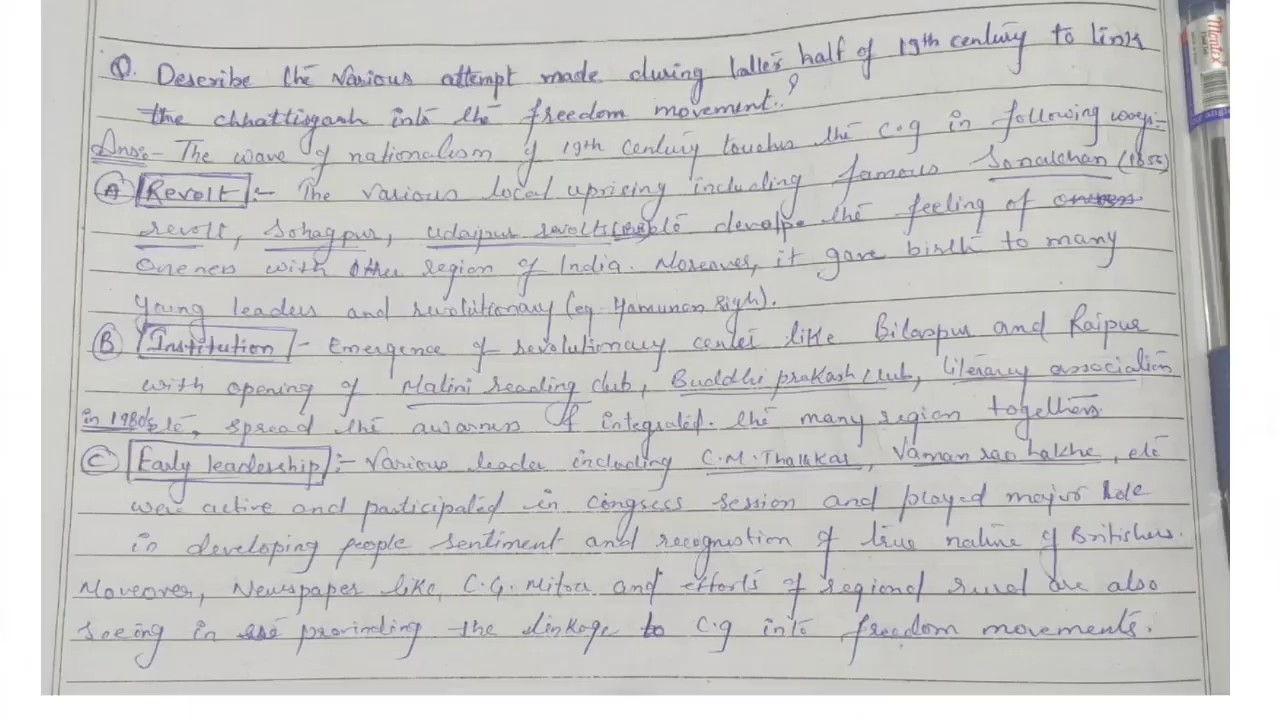 Q. Describe the various attempt made during latter half of 19th century to link
the chhattisgarh into the freedom movement.?
Ans:- The wave of nationalism of 19th century touches the C.G in following ways:-
(A) Revolt :- The various local uprising including famous Sonakhan (1856)
revolt, Sohagpur, Udaipur revolts develope the feeling of
oneness with other region of India. Moreover, it gave birth to many
young leaders and revolutionary (eg. Hanuman Sigh).
(B) Institution :- Emergence of revolutionary center like Bilaspur and Raipur
with opening of Malini reading club, Buddhi prakash club, literary association
in 1980's etc, spread the awarness of integrated. the many region togethers.
(C) Early leadership :- Various leader including C.M. Thakkar, Vaman rao lakhe, etc
were active and participated in congress session and played major role
in developing people sentiment and recognition of true nature of Britishers.
Moreover, Newspaper like C.G. Mitra and efforts of regional rural are also
seeing in providing the linkage to C.g into freedom movements.
Montex